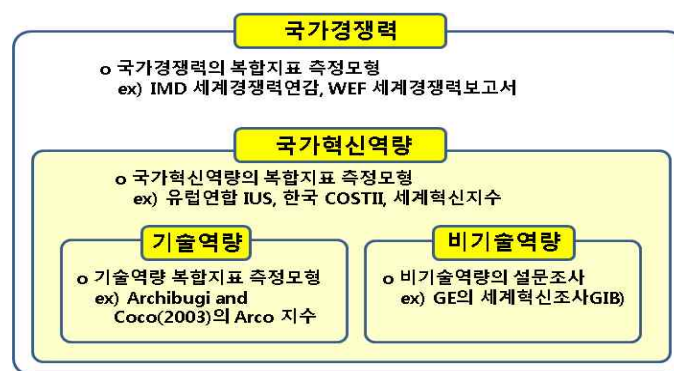 국가경쟁력
o 국가경쟁력의 복합지표 측정모형
ex) IMD 세계경쟁력연감, WEF 세계경쟁력보고서
국가혁신역량
o 국가혁신역량의 복합지표 측정모형
ex) 유럽연합 IUS, 한국 COSTII, 세계혁신지수
기술역량
o 기술역량 복합지표 측정모형
ex) Archibugi and
Coco(2003)의 Arco 지수
비기술역량
o 비기술역량의 설문조사
ex) GE의 세계혁신조사GIB)